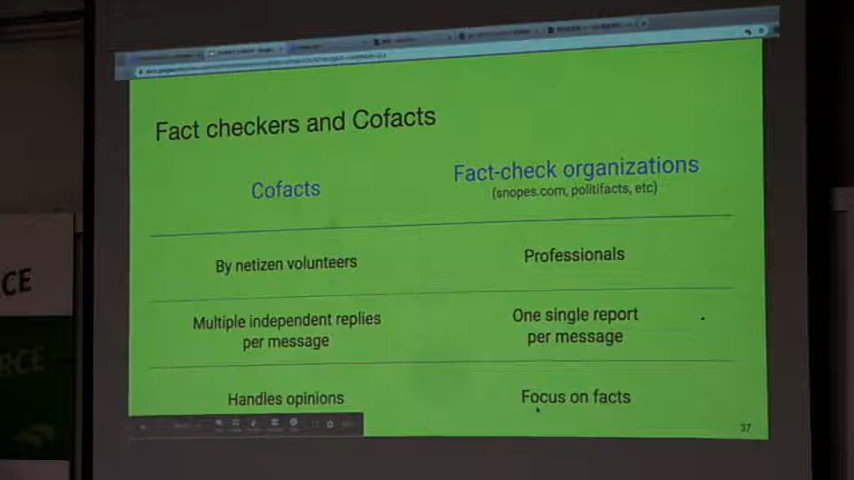 Fact checkers and Cofacts
Cofacts
Fact-check organizations
(snopes.com, politifacts, etc)
By netizen volunteers
Professionals
Multiple independent replies
per message
One single report
per message
Handles opinions
Focus on facts
37
CE
RCE